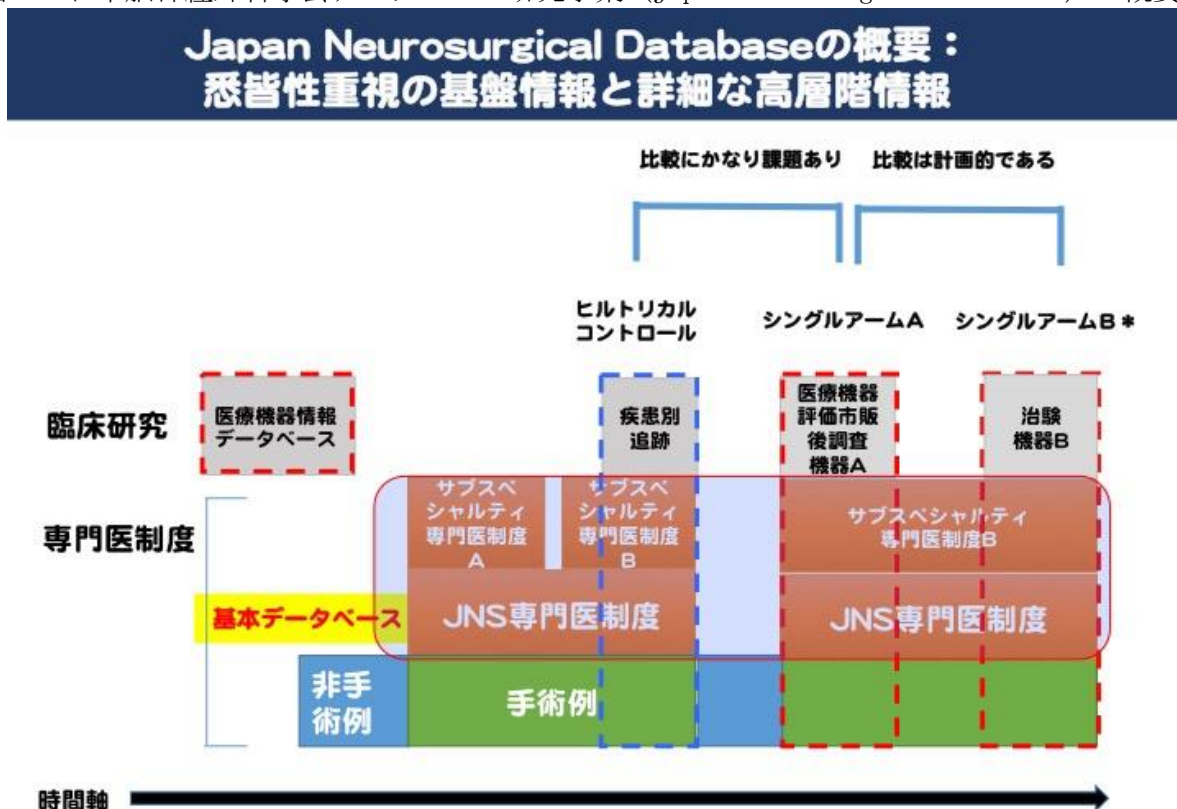 Japan Neurosurgical Databaseの概要：
悉皆性重視の基盤情報と詳細な高層階情報
比較にかなり課題あり
比較は計画的である
ヒルトリカル
コントロール
シングルアームA
シングルアームB＊
臨床研究
医療機器情報
データベース
疾患別
追跡
医療機器
評価市販
後調査
機器A
治験
機器B
専門医制度
サブスペ
シャルティ
専門医制度
A
サブスペ
シャルティ
専門医制度
B
サブスペシャルティ
専門医制度B
基本データベース
JNS専門医制度
JNS専門医制度
非手
術例
手術例
時間軸